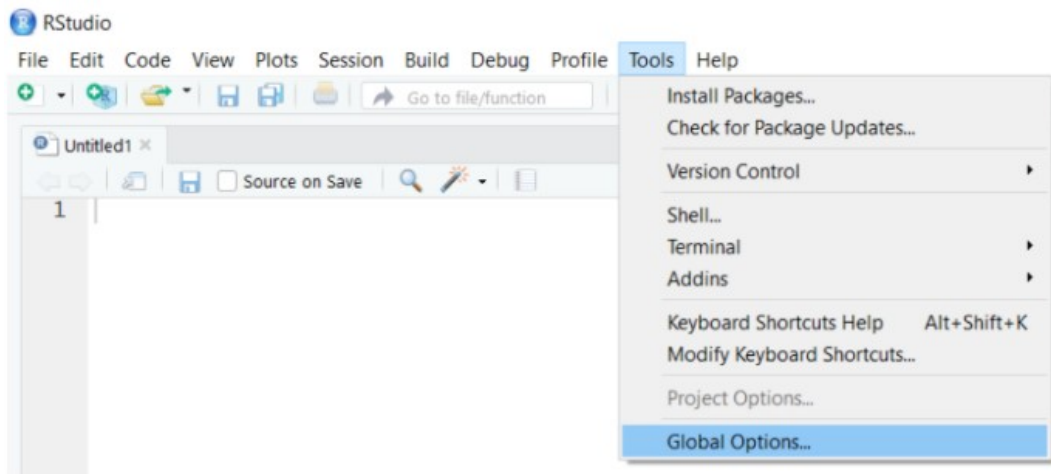 RStudio
File Edit Code View Plots Session Build Debug Profile Tools Help
Go to file/function
Install Packages...
Check for Package Updates...
Untitled1
Version Control
Source on Save
1
Shell...
Terminal
Addins
Keyboard Shortcuts Help Alt+Shift+K
Modify Keyboard Shortcuts...
Project Options...
Global Options...